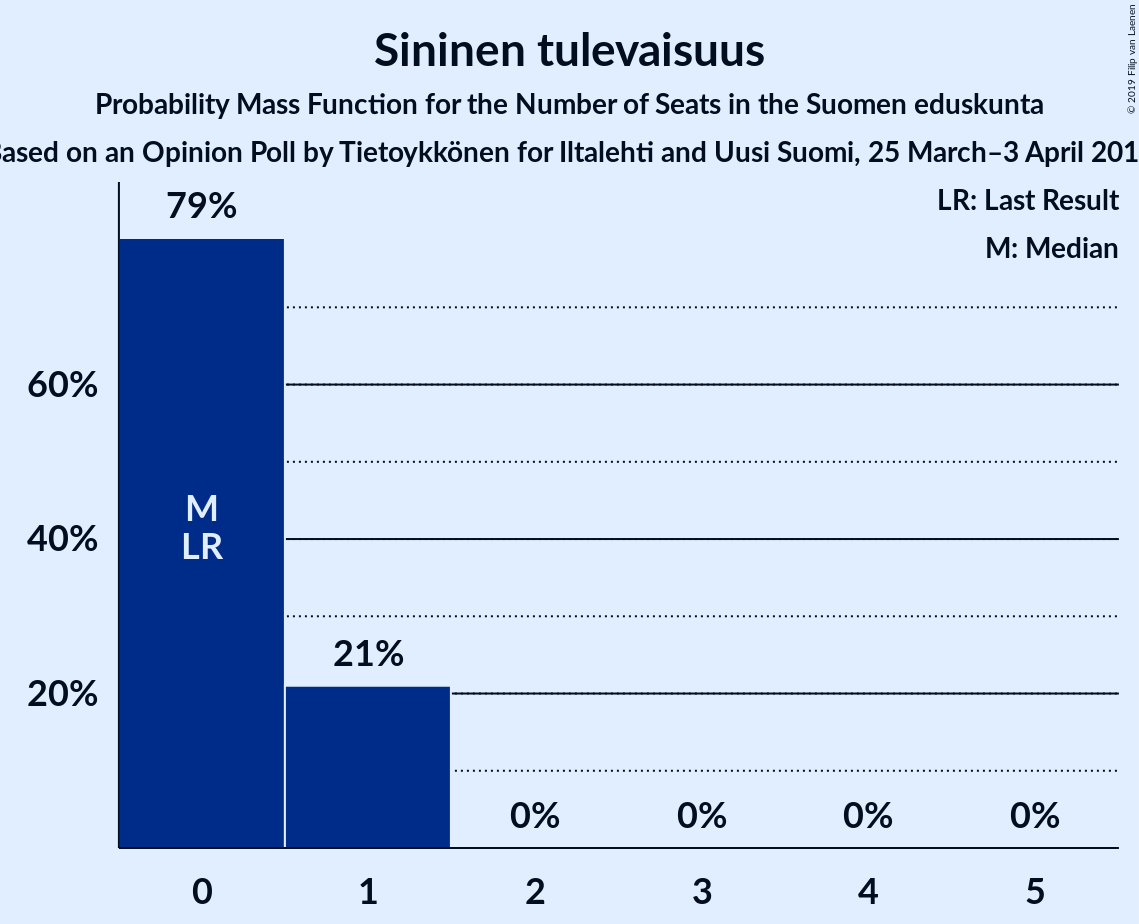 Sininen tulevaisuus
Probability Mass Function for the Number of Seats in the Suomen eduskunta
ased on an Opinion Poll by Tietoykkönen for Iltalehti and Uusi Suomi, 25 March–3 April 201
© 2019 Filip van Laenen
LR: Last Result
M: Median
79%
60%
M
40%
LR
21%
20%
0% 0% 0% 0%
0 1 2 3 4 5